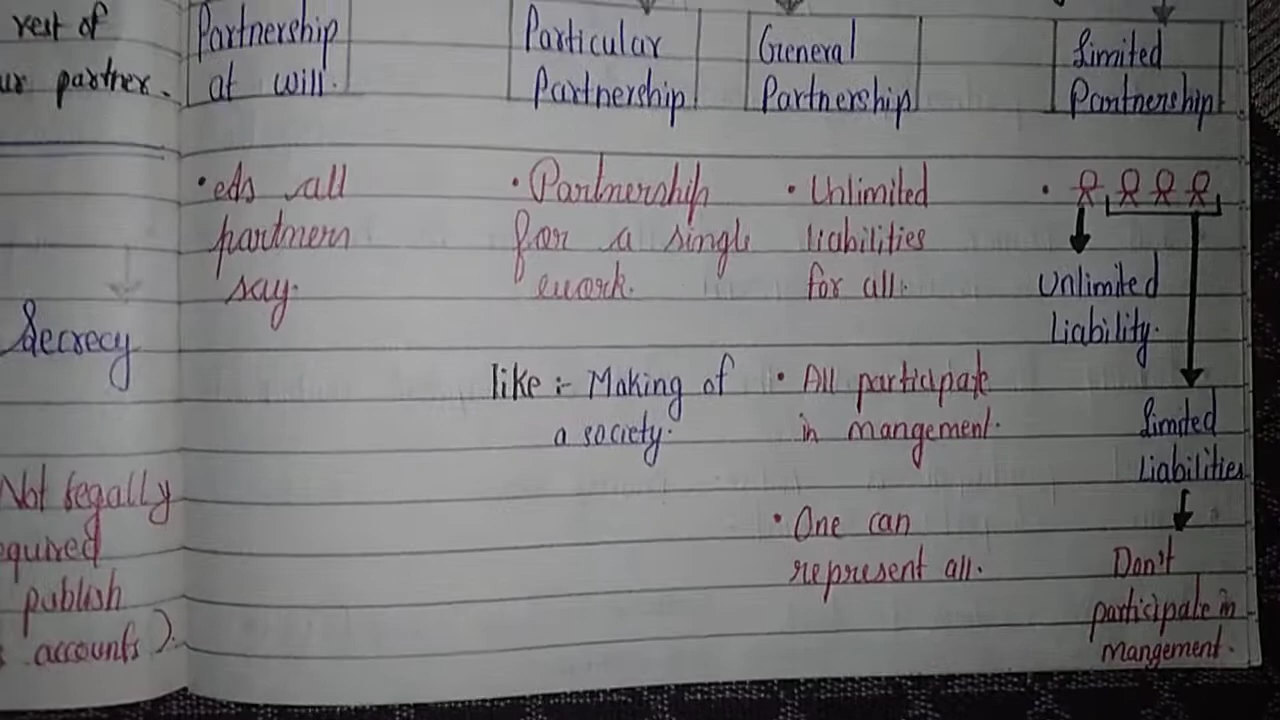 rest of
ur partner.
Secrecy
Not legally
equired
publish
s accounts).
Partnership
at will.
• eds all
partners
say.
Particular
Partnership
• Partnership
for a single
work.
like :- Making of
a society.
General
Partnership
• Unlimited
liabilities
for all.
• All participate
in mangement.
• One can
represent all.
Limited
Partnership
•
Unlimited
Liability.
Limited
Liabilities
Don't
participate in
mangement.